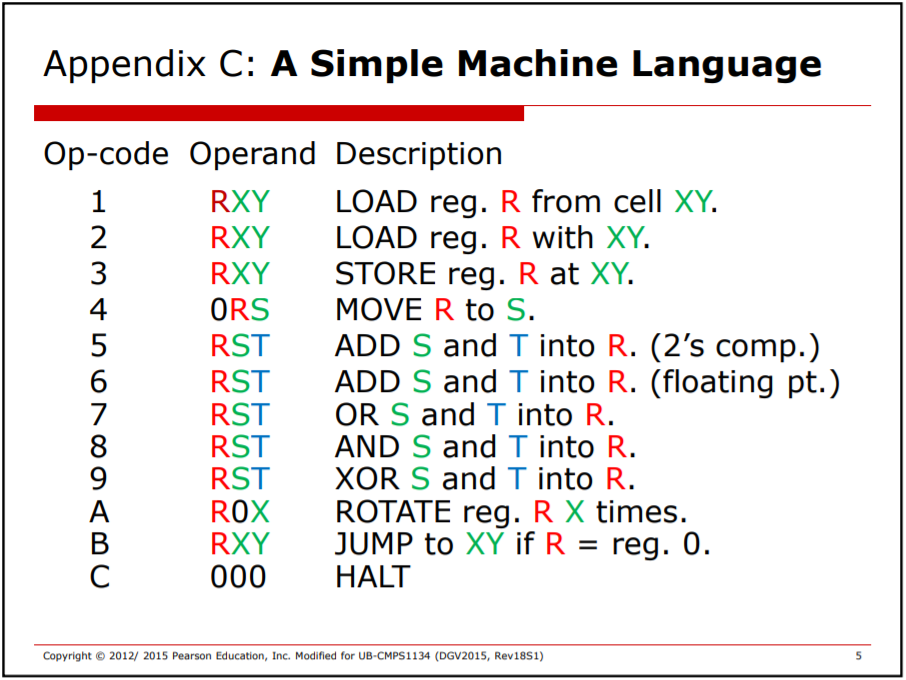 Appendix C: A Simple Machine Language
Op-code Operand Description
1 RXY LOAD reg. R from cell XY.
2 RXY LOAD reg. R with XY.
3 RXY STORE reg. R at XY.
4 0RS MOVE R to S.
5 RST ADD S and T into R. (2’s comp.)
6 RST ADD S and T into R. (floating pt.)
7 RST OR S and T into R.
8 RST AND S and T into R.
9 RST XOR S and T into R.
A R0X ROTATE reg. R X times.
B RXY JUMP to XY if R = reg. 0.
C 000 HALT
Copyright © 2012/ 2015 Pearson Education, Inc. Modified for UB-CMPS1134 (DGV2015, Rev18S1) 5